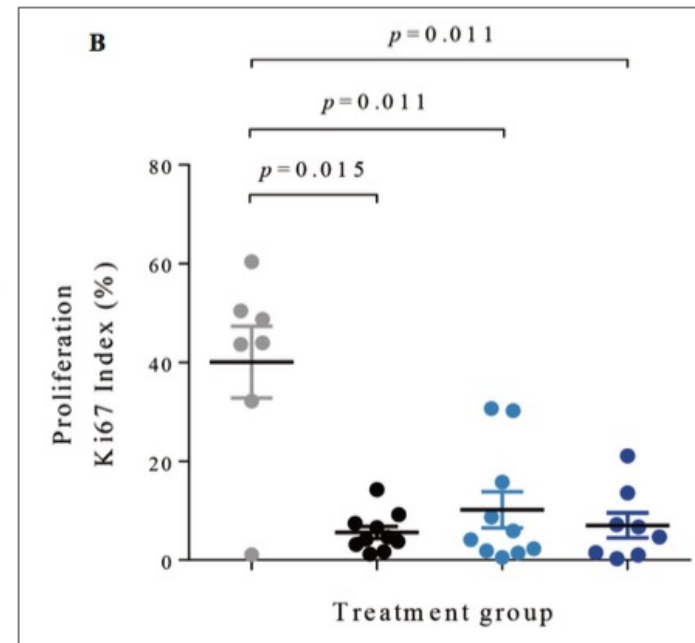 B
p=0.011
p=0.011
p=0.015
80
60
40
20
0
Proliferation
Ki67 Index (%)
Treatment group